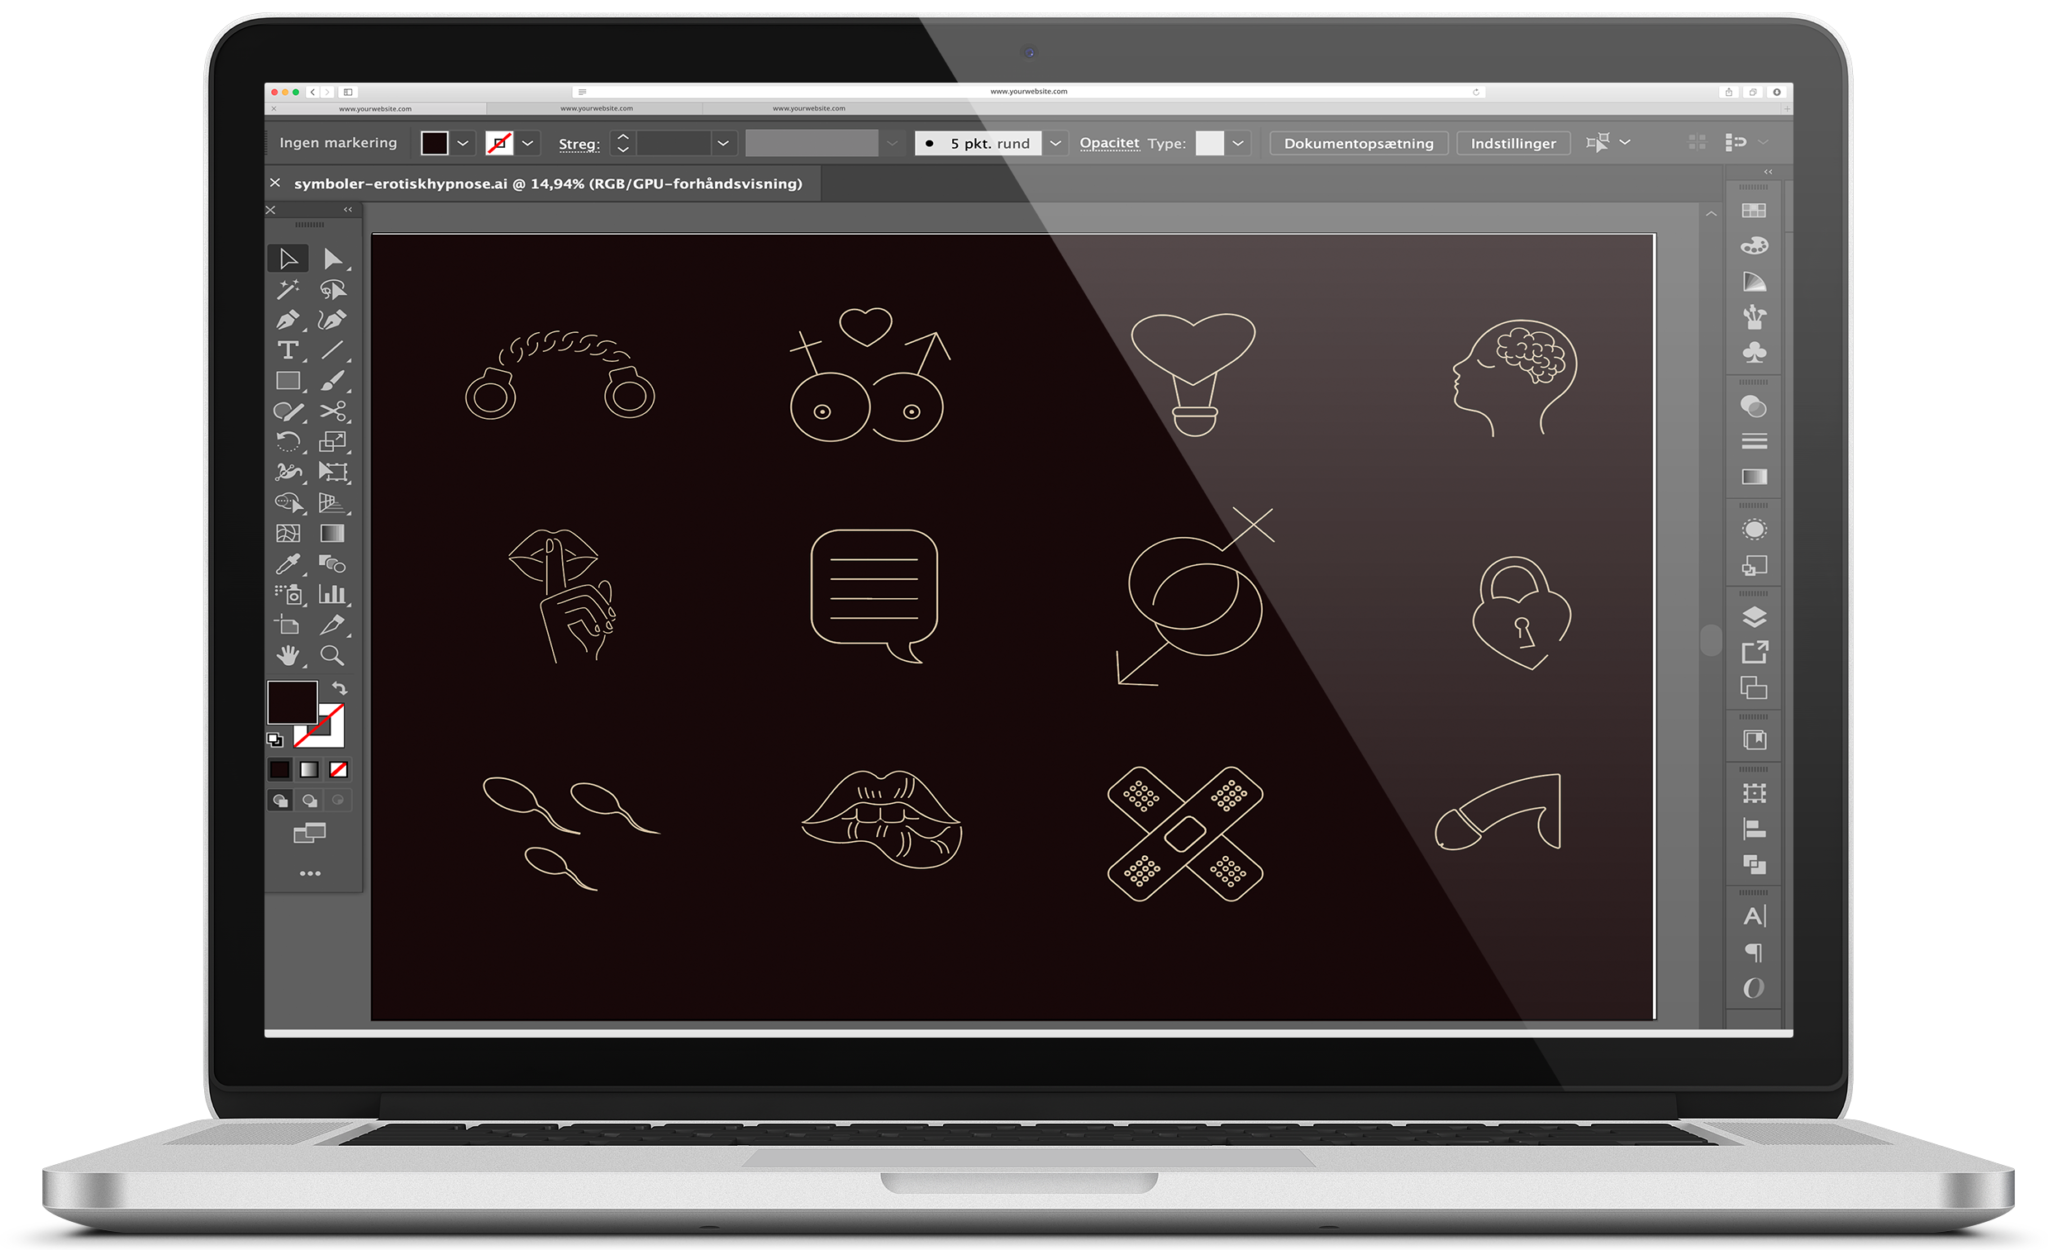 www.yourwebsite.com
www.yourwebsite.com
www.yourwebsite.com
www.yourwebsite.com
Ingen markering
Streg:
5 pkt. rund
Opacitet
Type:
Dokumentopsætning
Indstillinger
symboler-erotiskhypnose.ai @ 14,94% (RGB/GPU-forhåndsvisning)